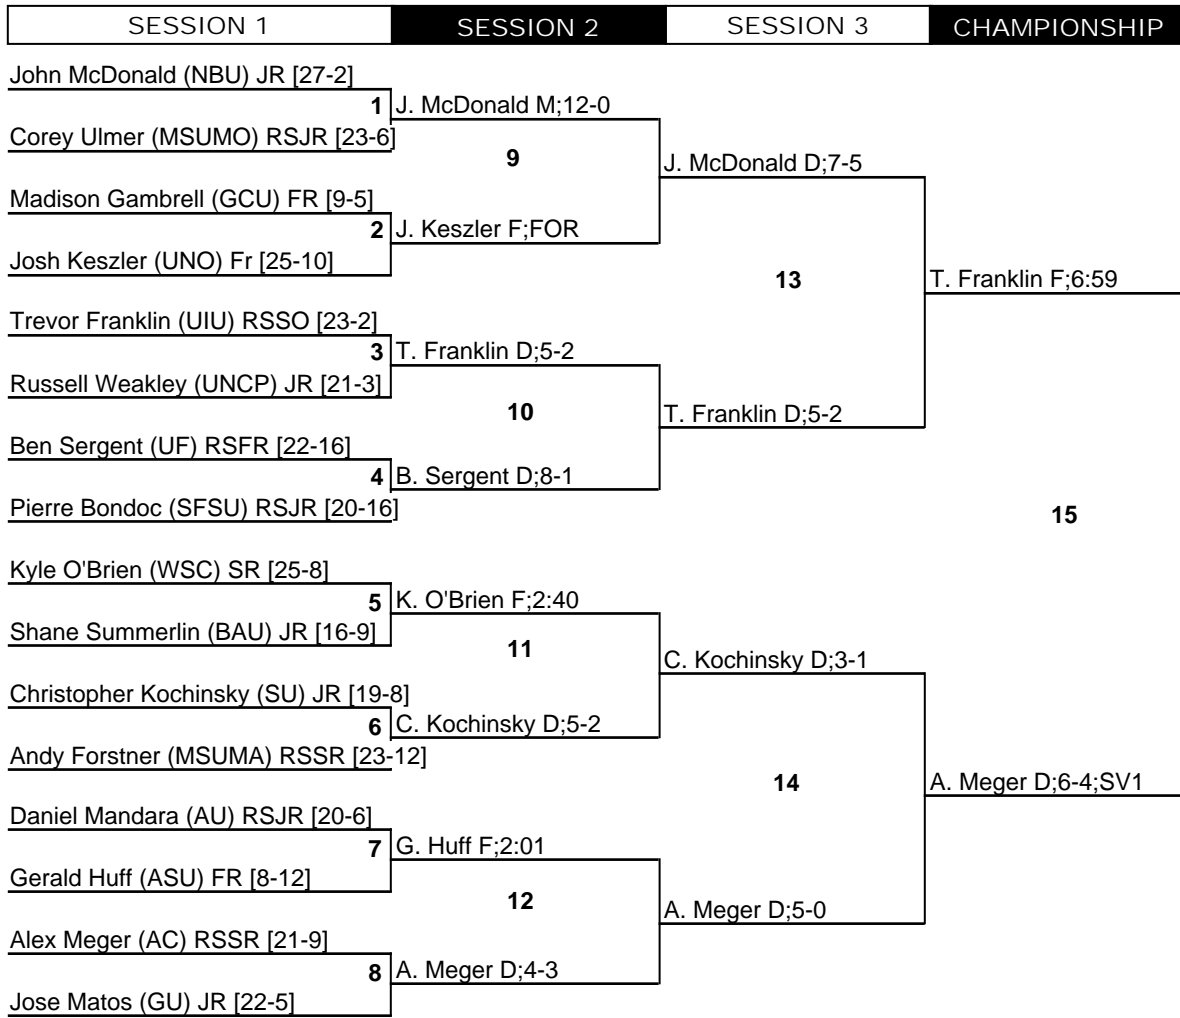 SESSION 1 SESSION 2 SESSION 3 CHAMPIONSHIP
John McDonald (NBU) JR [27-2]
1 J. McDonald M;12-0
Corey Ulmer (MSUMO) RSJR [23-6]
9
J. McDonald D;7-5
Madison Gambrell (GCU) FR [9-5]
2 J. Keszler F;FOR
Josh Keszler (UNO) Fr [25-10]
13
T. Franklin F;6:59
Trevor Franklin (UIU) RSSO [23-2]
3 T. Franklin D;5-2
Russell Weakley (UNCP) JR [21-3]
10
T. Franklin D;5-2
Ben Sergent (UF) RSFR [22-16]
4 B. Sergent D;8-1
Pierre Bondoc (SFSU) RSJR [20-16]
15
Kyle O'Brien (WSC) SR [25-8]
5 K. O'Brien F;2:40
Shane Summerlin (BAU) JR [16-9]
11
C. Kochinsky D;3-1
Christopher Kochinsky (SU) JR [19-8]
6 C. Kochinsky D;5-2
Andy Forstner (MSUMA) RSSR [23-12]
14
A. Meger D;6-4;SV1
Daniel Mandara (AU) RSJR [20-6]
7 G. Huff F;2:01
Gerald Huff (ASU) FR [8-12]
12
A. Meger D;5-0
Alex Meger (AC) RSSR [21-9]
8 A. Meger D;4-3
Jose Matos (GU) JR [22-5]